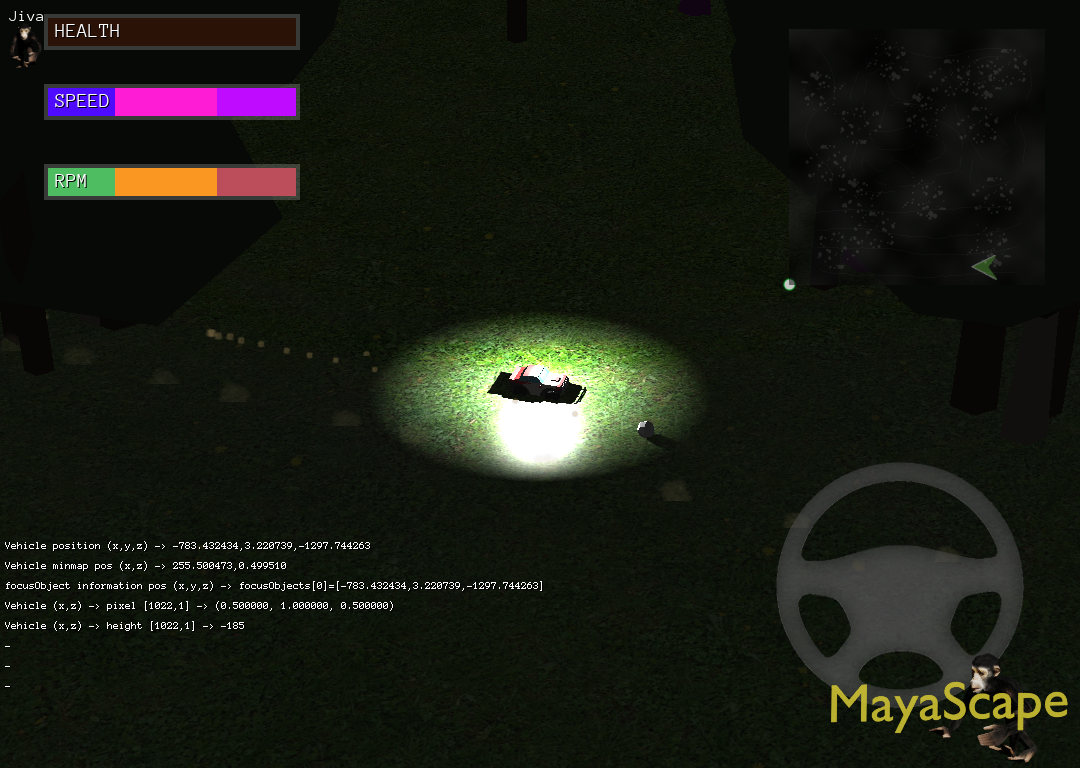 Jiva
HEALTH
SPEED
RPM
Vehicle position (x,y,z) -> -783.432434,3.220739,-1297.744263
Vehicle minmap pos (x,z) -> 255.500473,0.499510
focusObject information pos (x,y,z) -> focusObjects[0]=[-783.432434,3.220739,-1297.744263]
Vehicle (x,z) -> pixel [1022,1] -> (0.500000, 1.000000, 0.500000)
Vehicle (x,z) -> height [1022,1] -> -185
-
-
-
MayaScape